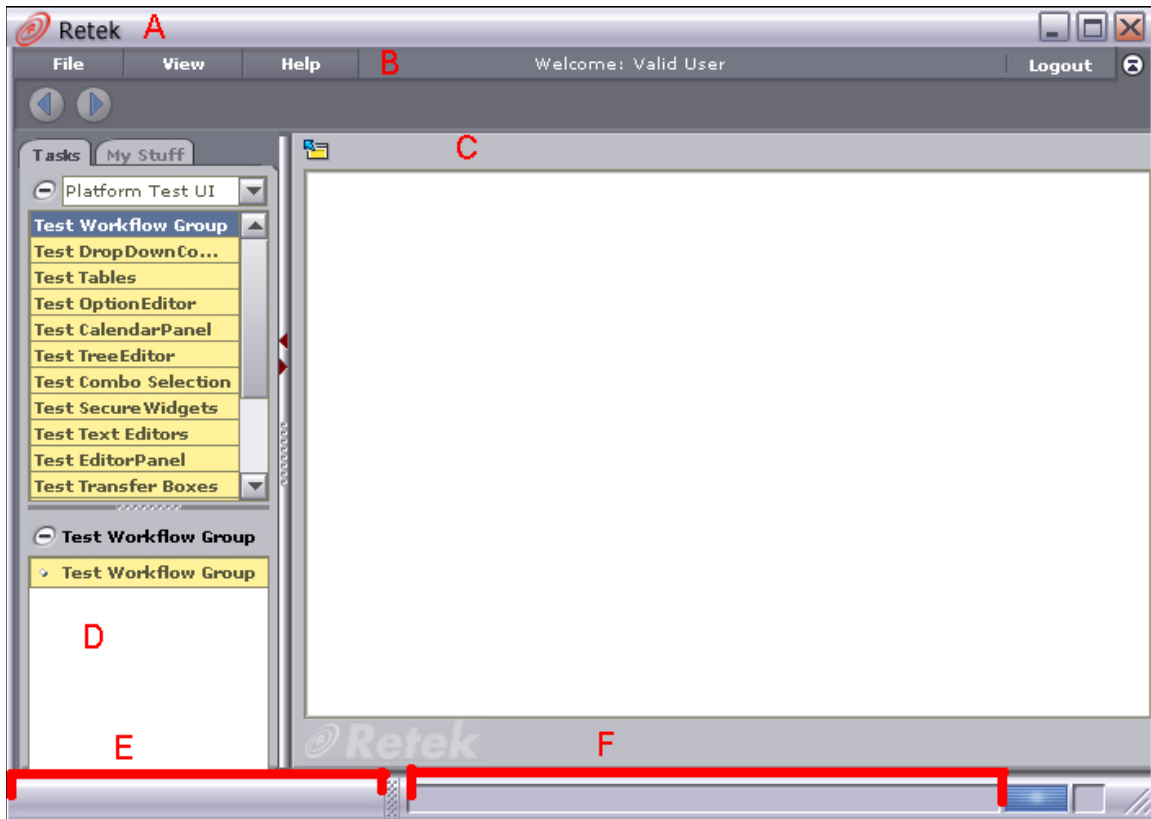 Retek A
File View Help B Welcome: Valid User Logout
C
Tasks My Stuff
Platform Test UI
Test Workflow Group
Test DropDownCo...
Test Tables
Test OptionEditor
Test CalendarPanel
Test TreeEditor
Test Combo Selection
Test SecureWidgets
Test Text Editors
Test EditorPanel
Test Transfer Boxes
Test Workflow Group
Test Workflow Group
D
E
Retek
F